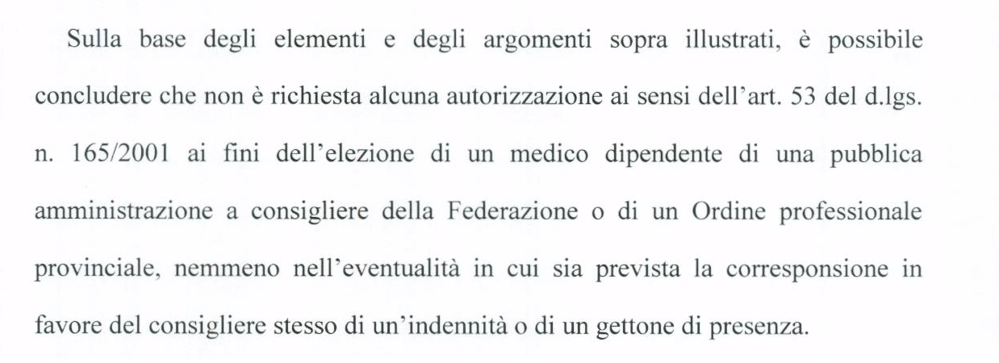 Sulla base degli elementi e degli argomenti sopra illustrati, è possibile
concludere che non è richiesta alcuna autorizzazione ai sensi dell'art. 53 del d.lgs.
n. 165/2001 ai fini dell'elezione di un medico dipendente di una pubblica
amministrazione a consigliere della Federazione o di un Ordine professionale
provinciale, nemmeno nell'eventualità in cui sia prevista la corresponsione in
favore del consigliere stesso di un'indennità o di un gettone di presenza.